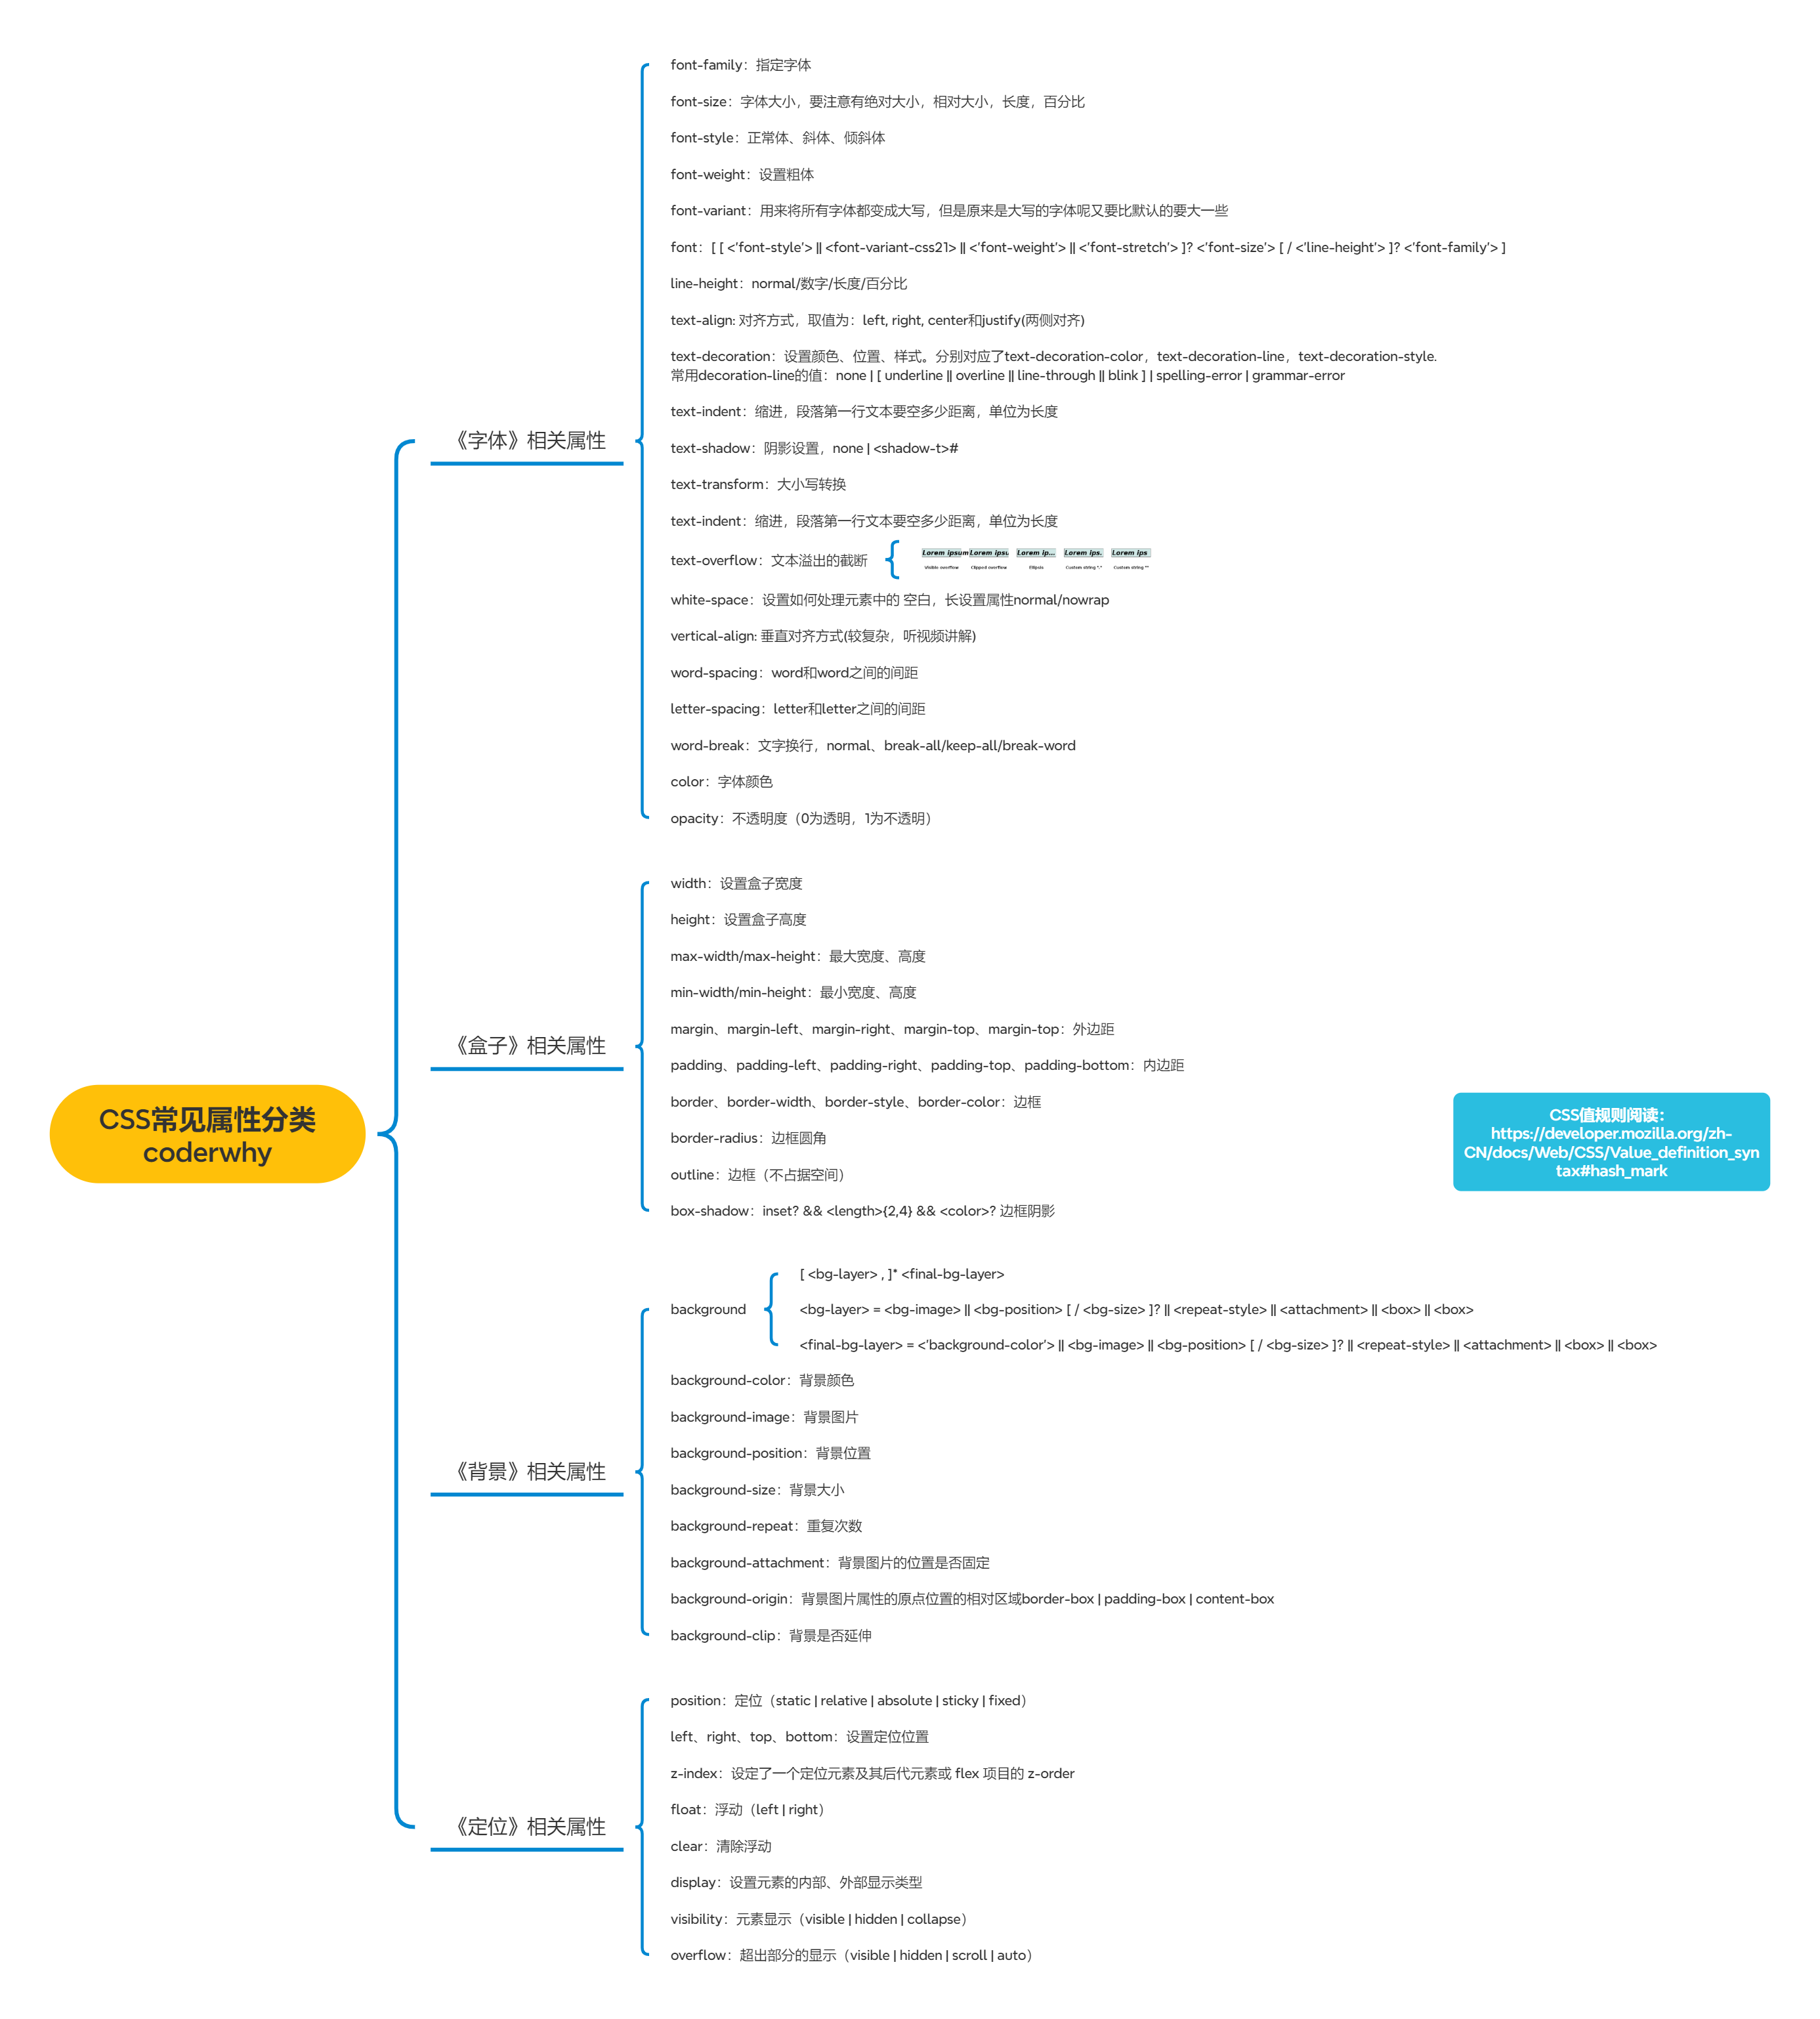 CSS常见属性分类
coderwhy
《字体》相关属性
font-family：指定字体
font-size：字体大小，要注意有绝对大小，相对大小，长度，百分比
font-style：正常体、斜体、倾斜体
font-weight：设置粗体
font-variant：用来将所有字体都变成大写，但是原来是大写的字体呢又要比默认的要大一些
font：[ [ <'font-style'> || <font-variant-css21> || <'font-weight'> || <'font-stretch'> ]? <'font-size'> [ / <'line-height'> ]? <'font-family'> ]
line-height：normal/数字/长度/百分比
text-align: 对齐方式，取值为：left, right, center和justify(两侧对齐)
text-decoration：设置颜色、位置、样式。分别对应了text-decoration-color，text-decoration-line，text-decoration-style.
常用decoration-line的值：none | [ underline || overline || line-through || blink ] | spelling-error | grammar-error
text-indent：缩进，段落第一行文本要空多少距离，单位为长度
text-shadow：阴影设置，none | <shadow-t>#
text-transform：大小写转换
text-indent：缩进，段落第一行文本要空多少距离，单位为长度
text-overflow：文本溢出的截断
Lorem ipsum Lorem ipsu Lorem ip... Lorem ips. Lorem ips
Visible overflow Clipped overflow Ellipsis Custom string "." Custom string ""
white-space：设置如何处理元素中的 空白，长设置属性normal/nowrap
vertical-align: 垂直对齐方式(较复杂，听视频讲解)
word-spacing：word和word之间的间距
letter-spacing：letter和letter之间的间距
word-break：文字换行，normal、break-all/keep-all/break-word
color：字体颜色
opacity：不透明度（0为透明，1为不透明）
《盒子》相关属性
width：设置盒子宽度
height：设置盒子高度
max-width/max-height：最大宽度、高度
min-width/min-height：最小宽度、高度
margin、margin-left、margin-right、margin-top、margin-top：外边距
padding、padding-left、padding-right、padding-top、padding-bottom：内边距
border、border-width、border-style、border-color：边框
border-radius：边框圆角
outline：边框（不占据空间）
box-shadow：inset? && <length>{2,4} && <color>? 边框阴影
CSS值规则阅读：
https://developer.mozilla.org/zh-
CN/docs/Web/CSS/Value_definition_syn
tax#hash_mark
《背景》相关属性
background
[ <bg-layer> , ]* <final-bg-layer>
<bg-layer> = <bg-image> || <bg-position> [ / <bg-size> ]? || <repeat-style> || <attachment> || <box> || <box>
<final-bg-layer> = <'background-color'> || <bg-image> || <bg-position> [ / <bg-size> ]? || <repeat-style> || <attachment> || <box> || <box>
background-color：背景颜色
background-image：背景图片
background-position：背景位置
background-size：背景大小
background-repeat：重复次数
background-attachment：背景图片的位置是否固定
background-origin：背景图片属性的原点位置的相对区域border-box | padding-box | content-box
background-clip：背景是否延伸
《定位》相关属性
position：定位（static | relative | absolute | sticky | fixed）
left、right、top、bottom：设置定位位置
z-index：设定了一个定位元素及其后代元素或 flex 项目的 z-order
float：浮动（left | right）
clear：清除浮动
display：设置元素的内部、外部显示类型
visibility：元素显示（visible | hidden | collapse）
overflow：超出部分的显示（visible | hidden | scroll | auto）